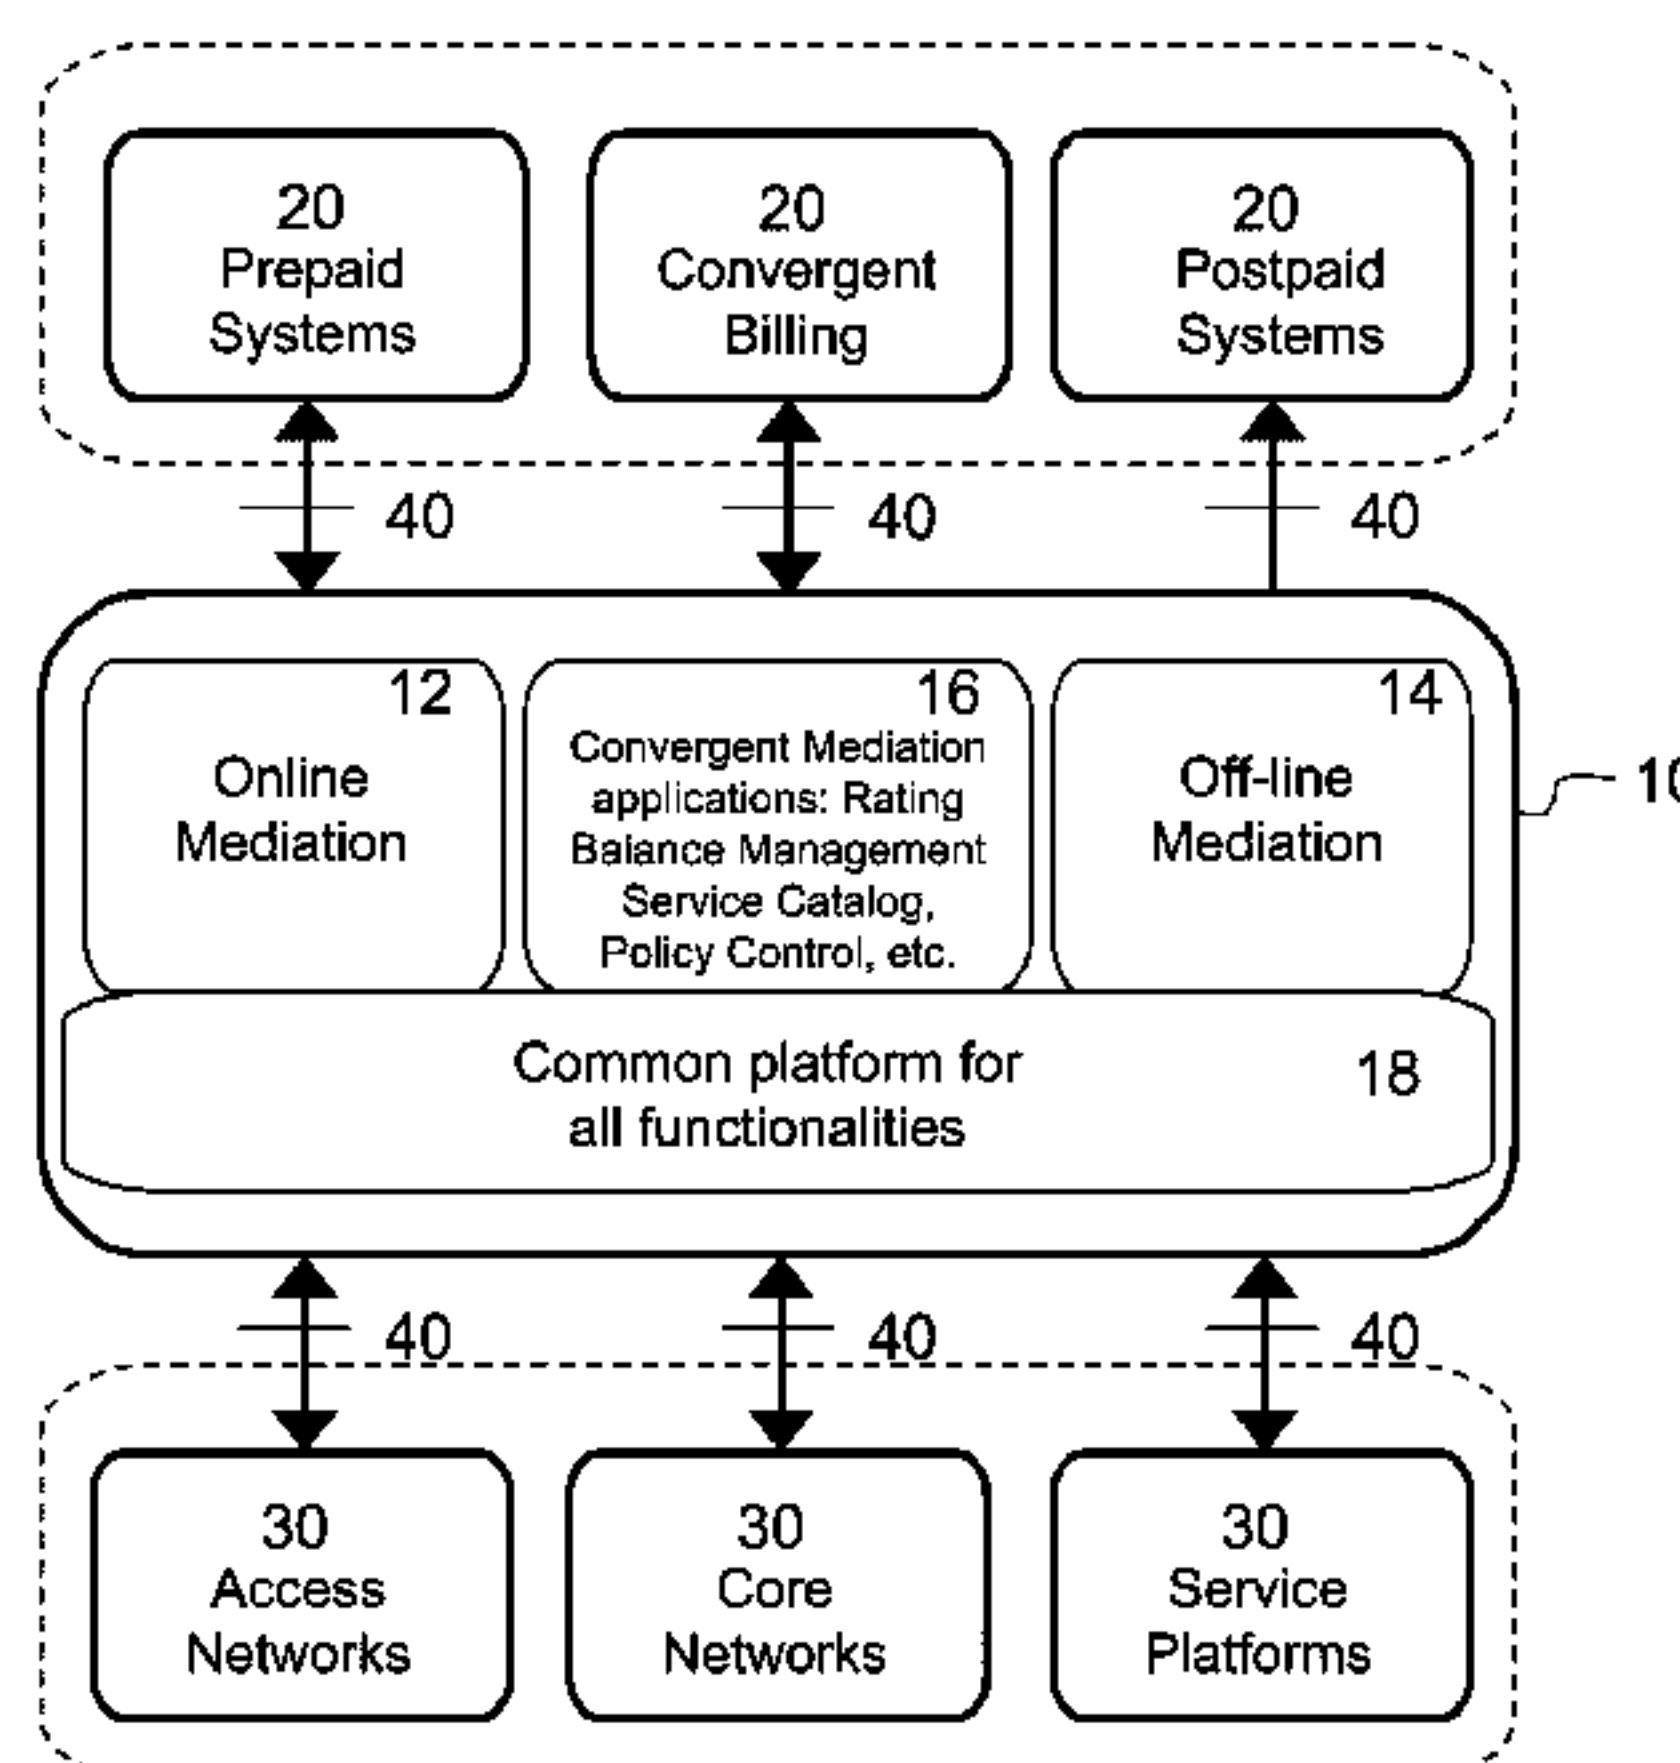 20
Prepaid
Systems
20
Convergent
Billing
20
Postpaid
Systems
40
40
40
12
Online
Mediation
16
Convergent Mediation
applications: Rating
Balance Management
Service Catalog,
Policy Control, etc.
14
Off-line
Mediation
10
Common platform for
all functionalities
18
40
40
40
30
Access
Networks
30
Core
Networks
30
Service
Platforms